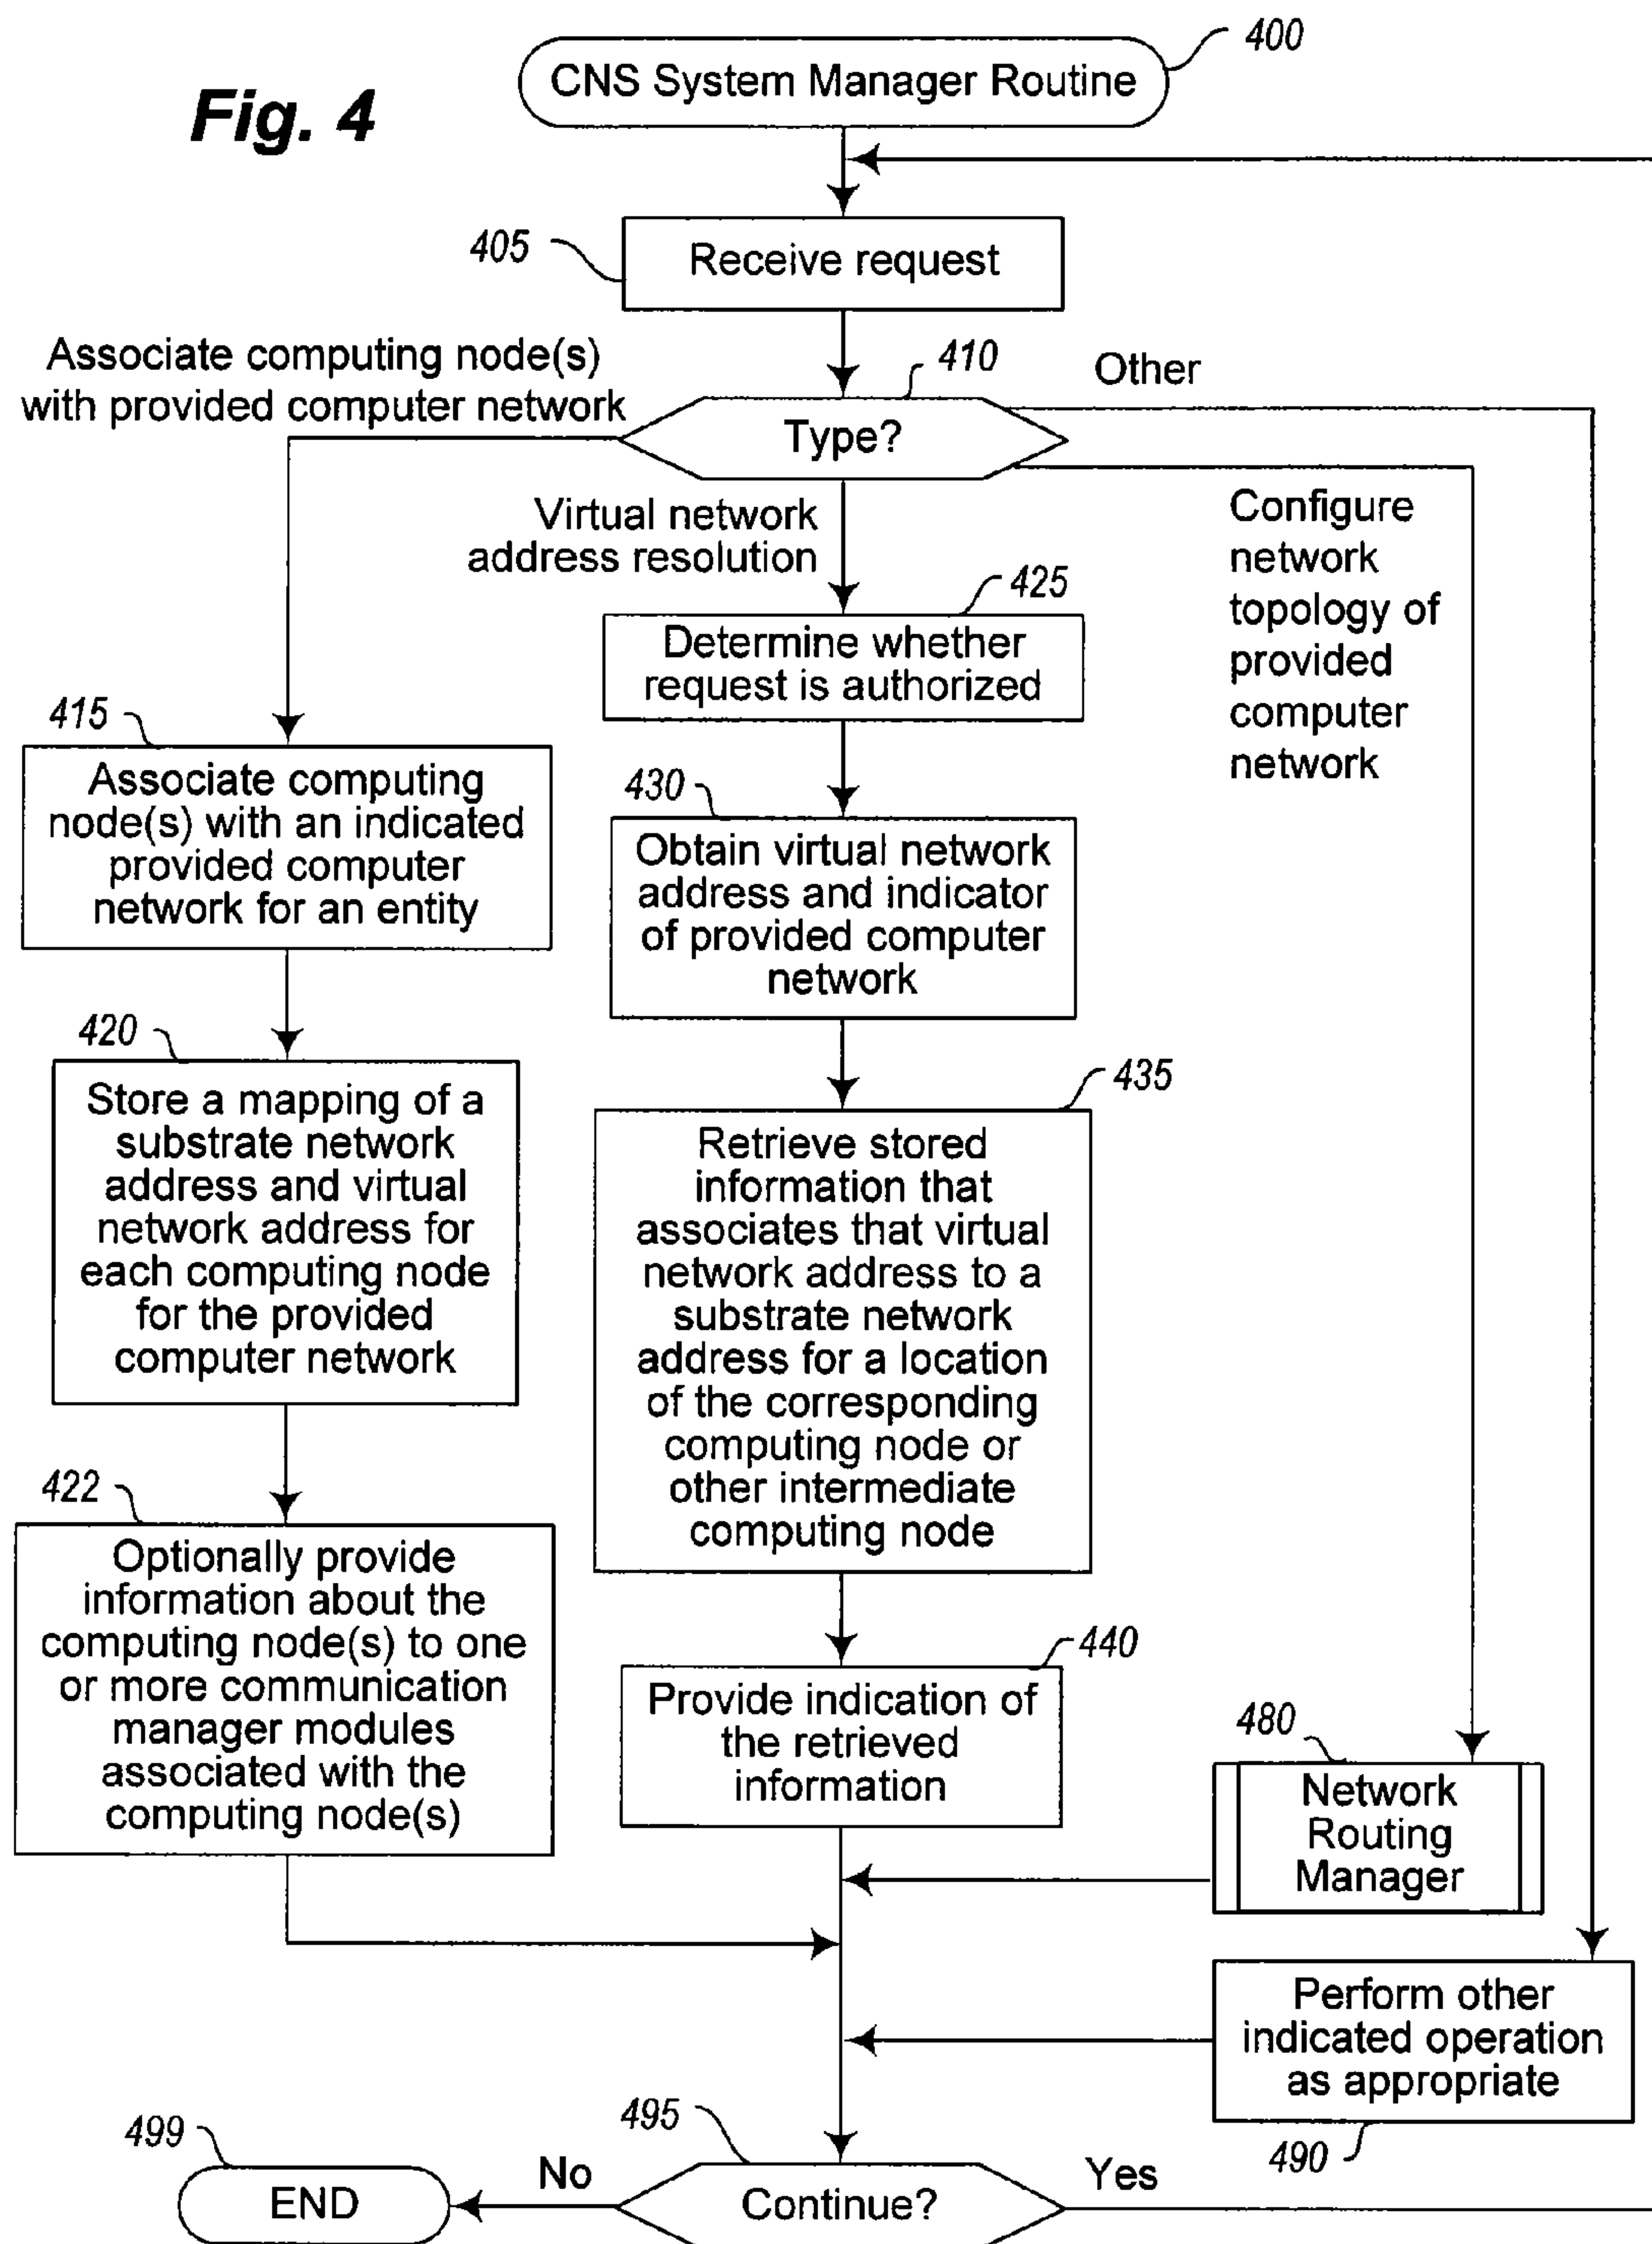 Fig. 4
CNS System Manager Routine
400
405
Receive request
Associate computing node(s)
with provided computer network
410
Type?
Other
Virtual network
address resolution
Configure
network
topology of
provided
computer
network
425
Determine whether
request is authorized
415
Associate computing
node(s) with an indicated
provided computer
network for an entity
430
Obtain virtual network
address and indicator
of provided computer
network
420
Store a mapping of a
substrate network
address and virtual
network address for
each computing node
for the provided
computer network
435
Retrieve stored
information that
associates that virtual
network address to a
substrate network
address for a location
of the corresponding
computing node or
other intermediate
computing node
422
Optionally provide
information about the
computing node(s) to one
or more communication
manager modules
associated with the
computing node(s)
440
Provide indication of
the retrieved
information
480
Network
Routing
Manager
Perform other
indicated operation
as appropriate
490
495
Continue?
Yes
No
499
END